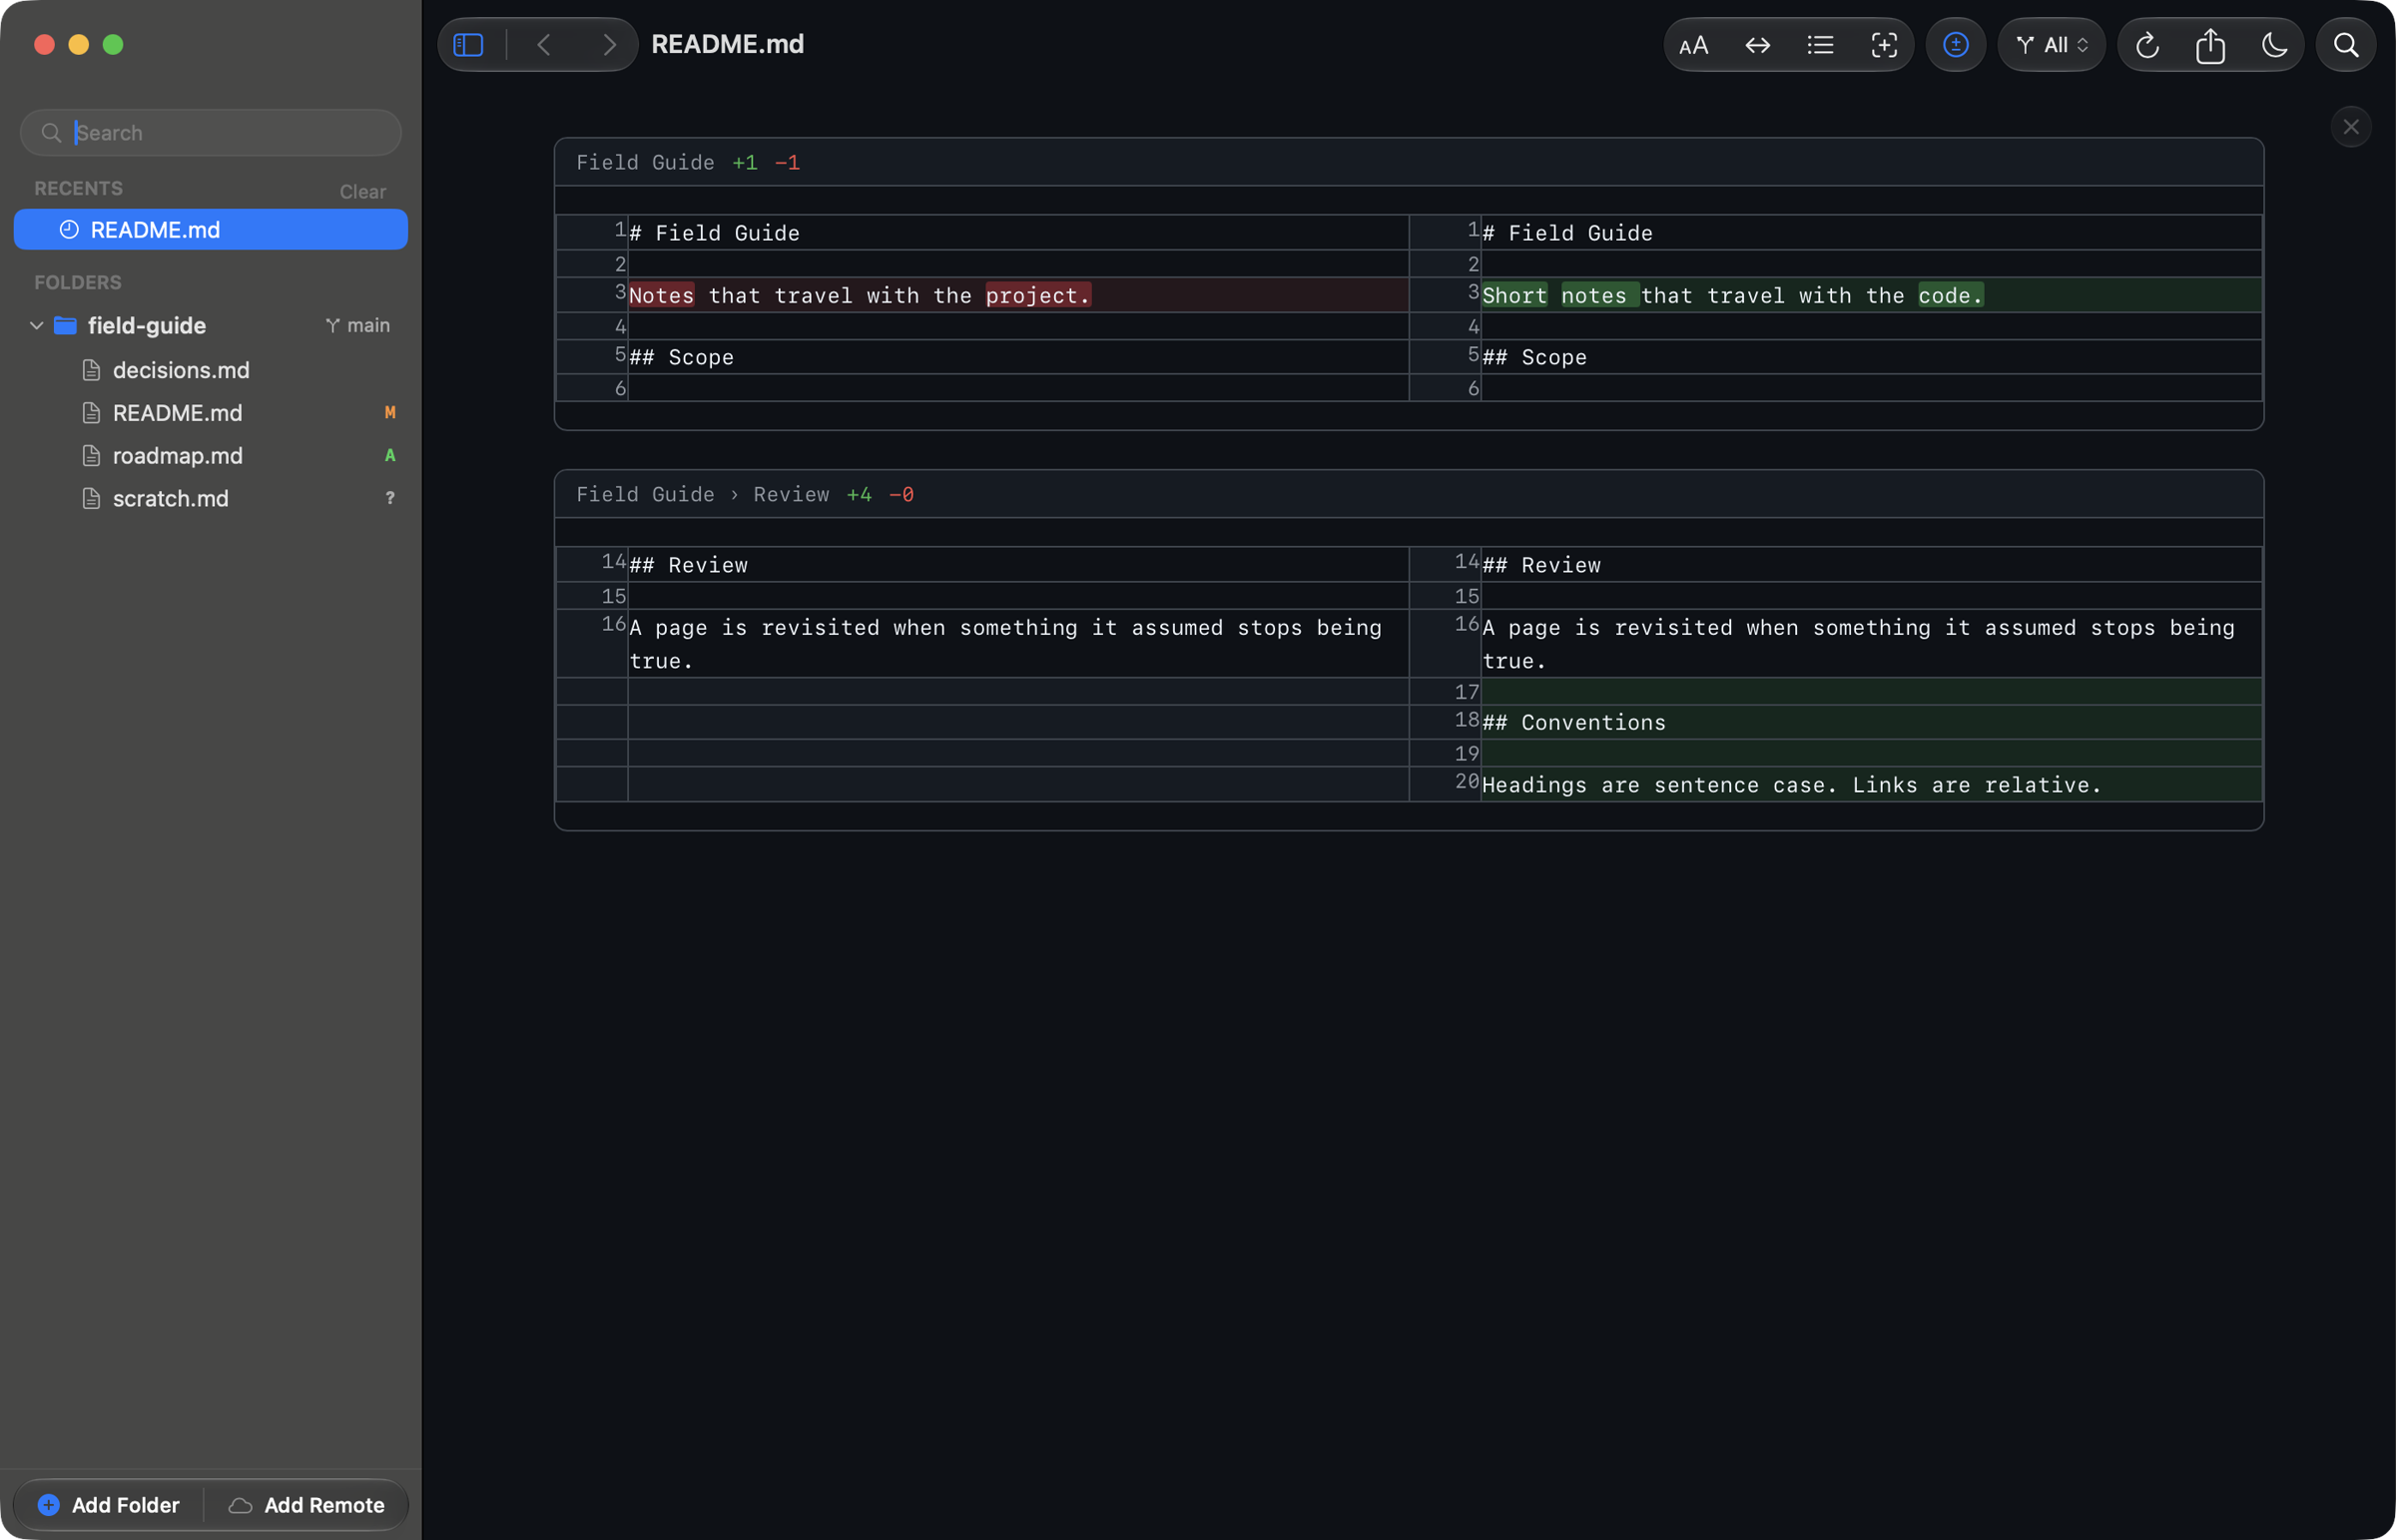 README.md
AA
All
Search
RECENTS
Clear
README.md
FOLDERS
field-guide
main
decisions.md
README.md M
roadmap.md A
scratch.md ?
Add Folder
Add Remote
Field Guide +1 −1
1 # Field Guide
1 # Field Guide
2
2
3 Notes that travel with the project.
3 Short notes that travel with the code.
4
4
5 ## Scope
5 ## Scope
6
6
Field Guide › Review +4 −0
14 ## Review
14 ## Review
15
15
16 A page is revisited when something it assumed stops being
true.
16 A page is revisited when something it assumed stops being
true.
17
18 ## Conventions
19
20 Headings are sentence case. Links are relative.